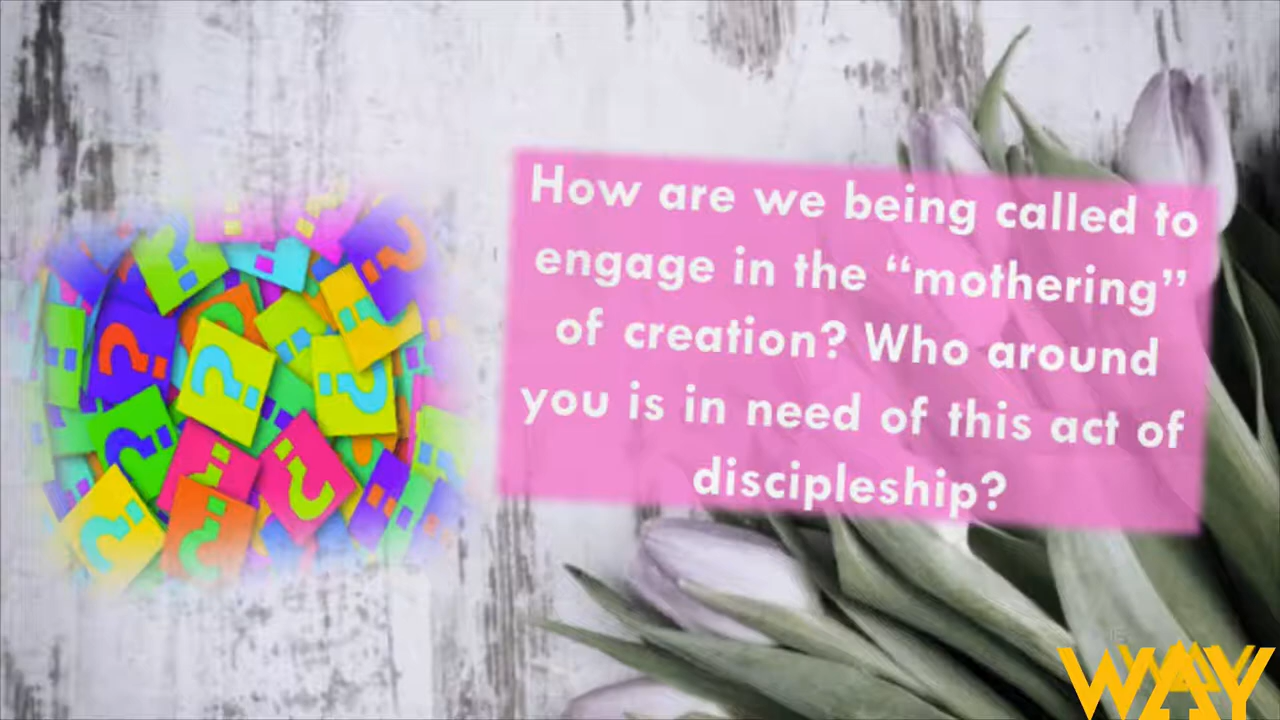 How are we being called to
engage in the “mothering”
of creation? Who around
you is in need of this act of
discipleship?
WAY